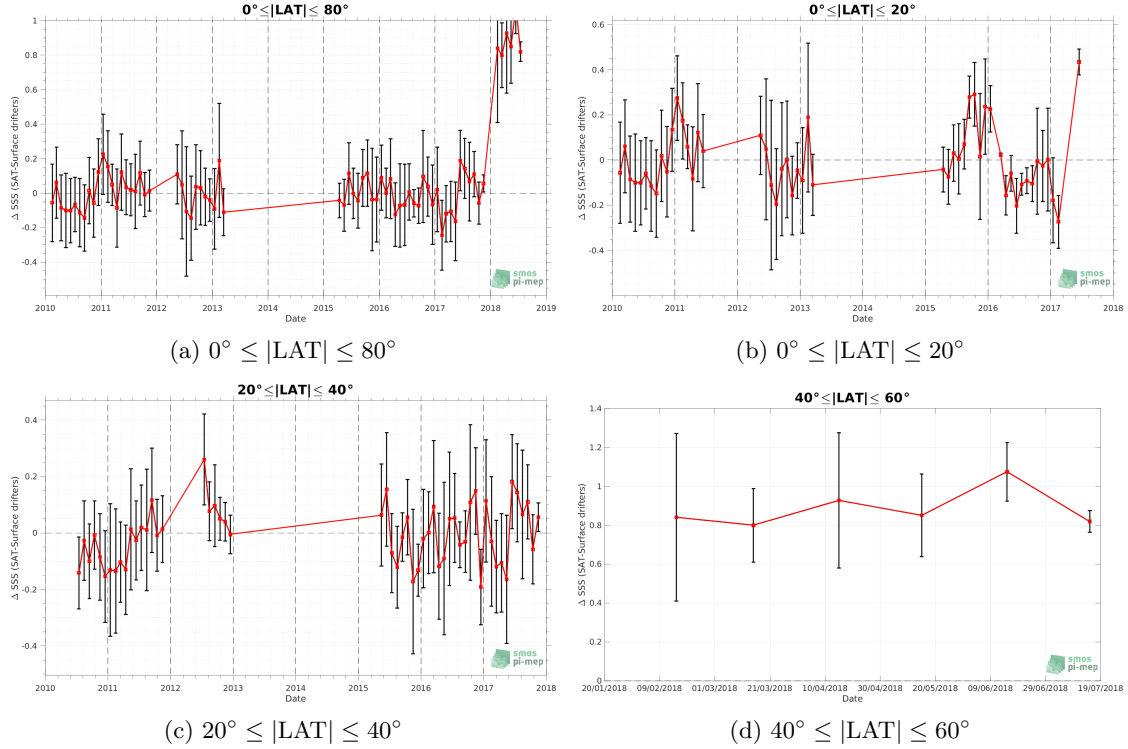 0°≤|LAT|≤ 80°
Δ SSS (SAT-Surface drifters)
1
0.8
0.6
0.4
0.2
0
-0.2
-0.4
2010 2011 2012 2013 2014 2015 2016 2017 2018 2019
Date
smos
pi-mep
(a) 0° ≤ |LAT| ≤ 80°
0°≤|LAT|≤ 20°
Δ SSS (SAT-Surface drifters)
0.6
0.4
0.2
0
-0.2
-0.4
2010 2011 2012 2013 2014 2015 2016 2017 2018
Date
smos
pi-mep
(b) 0° ≤ |LAT| ≤ 20°
20°≤|LAT|≤ 40°
Δ SSS (SAT-Surface drifters)
0.4
0.2
0
-0.2
-0.4
2010 2011 2012 2013 2014 2015 2016 2017 2018
Date
smos
pi-mep
(c) 20° ≤ |LAT| ≤ 40°
40°≤|LAT|≤ 60°
Δ SSS (SAT-Surface drifters)
1.4
1.2
1
0.8
0.6
0.4
0.2
0
20/01/2018 09/02/2018 01/03/2018 21/03/2018 10/04/2018 30/04/2018 20/05/2018 09/06/2018 29/06/2018 19/07/2018
Date
smos
pi-mep
(d) 40° ≤ |LAT| ≤ 60°